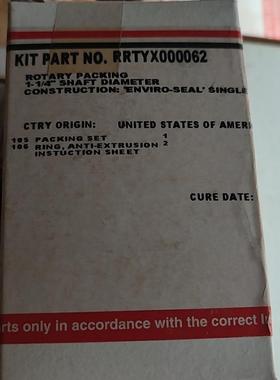 KIT PART NO. RRTYX000062
ROTARY PACKING
1-1/4" SHAFT DIAMETER
CONSTRUCTION: 'ENVIRO-SEAL' SINGLE
CTRY ORIGIN: UNITED STATES OF AMERI
105 PACKING SET 1
106 RING, ANTI-EXTRUSION 2
INSTUCTION SHEET
CURE DATE:
rts only in accordance with the correct I